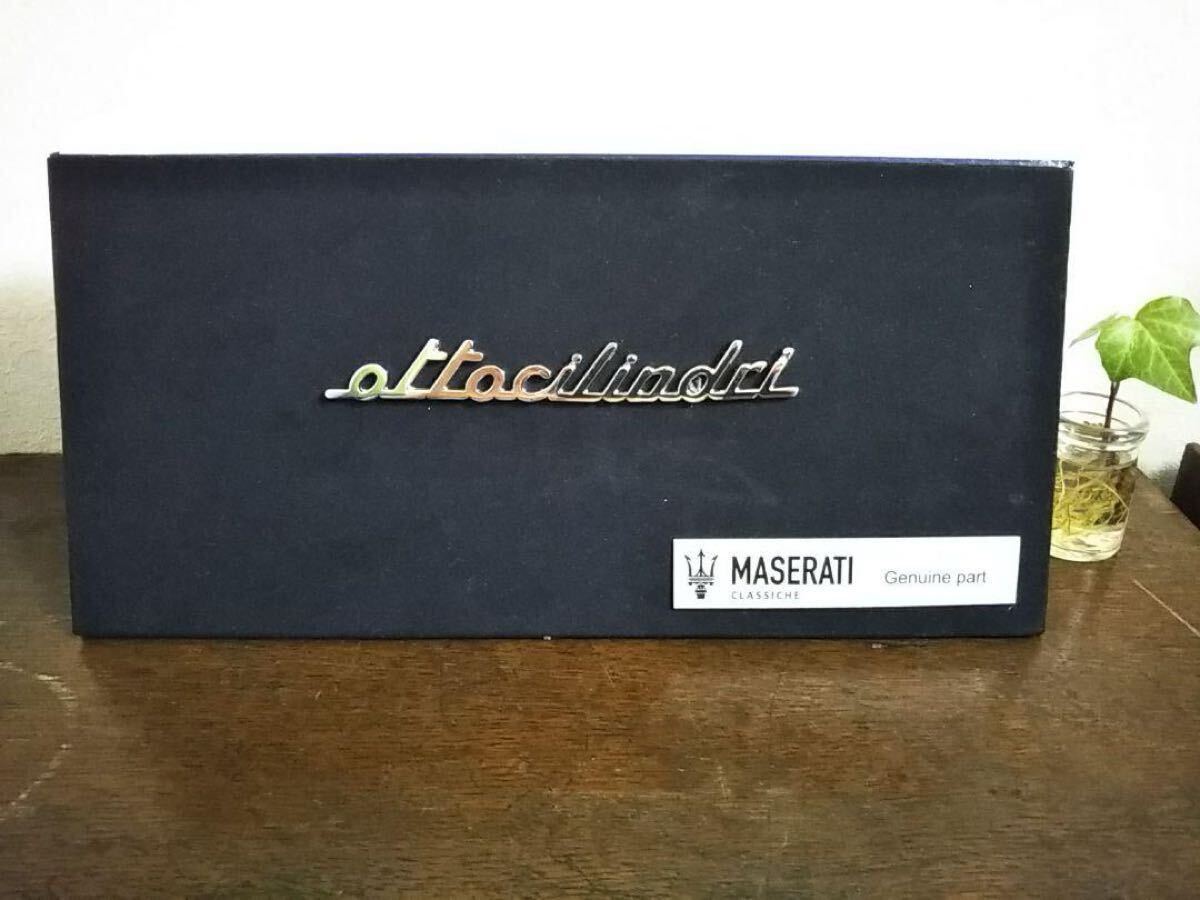 ottocilindri
MASERATI
CLASSICHE
Genuine part